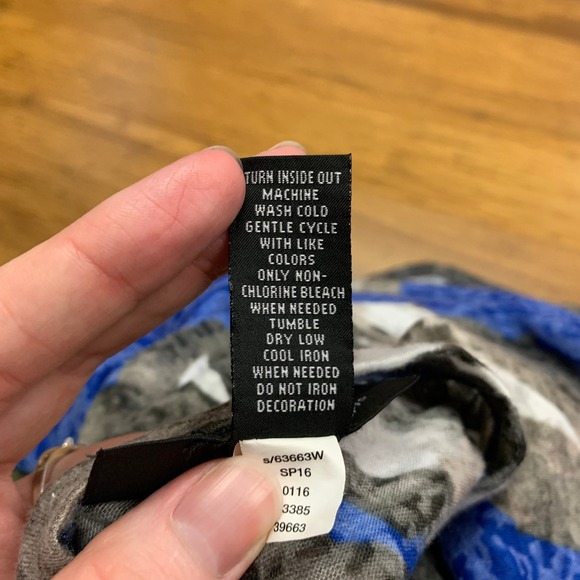 TURN INSIDE OUT
MACHINE
WASH COLD
GENTLE CYCLE
WITH LIKE
COLORS
ONLY NON-
CHLORINE BLEACH
WHEN NEEDED
TUMBLE
DRY LOW
COOL IRON
WHEN NEEDED
DO NOT IRON
DECORATION
s/63663W
SP16
0116
3385
39663